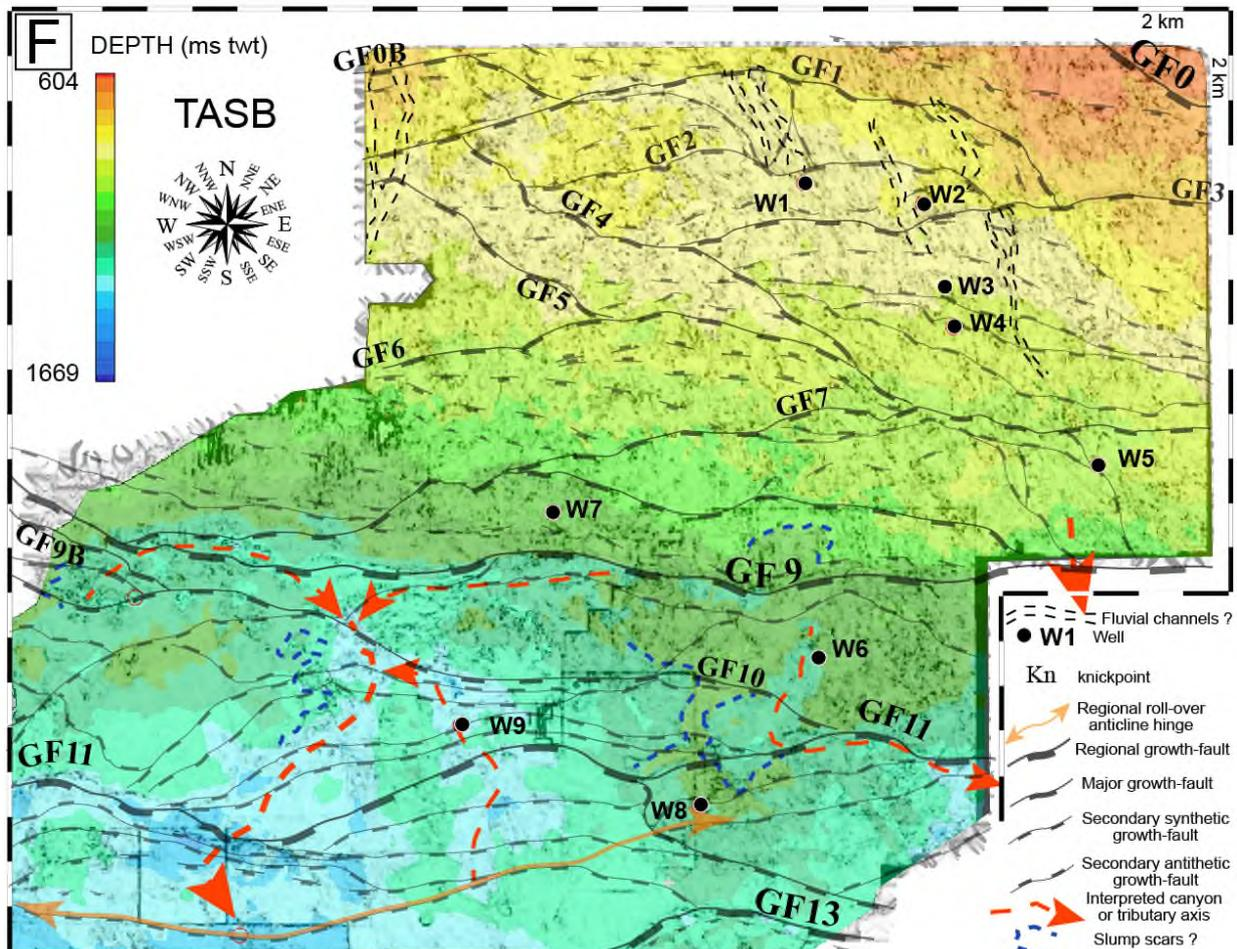 F
DEPTH (ms twt)
604
1669
TASB
N
NNE
NE
ENE
E
ESE
SE
SSE
S
SSW
SW
WSW
W
WNW
NW
NNW
2 km
2 km
GF0B
GF1
GF0
GF2
GF3
W1
W2
GF4
W3
GF5
W4
GF6
GF7
W5
W7
GF9B
GF 9
W6
GF10
GF11
W9
GF11
W8
GF13
Fluvial channels ?
W1 Well
Kn knickpoint
Regional roll-over
anticline hinge
Regional growth-fault
Major growth-fault
Secondary synthetic
growth-fault
Secondary antithetic
growth-fault
Interpreted canyon
or tributary axis
Slump scars ?